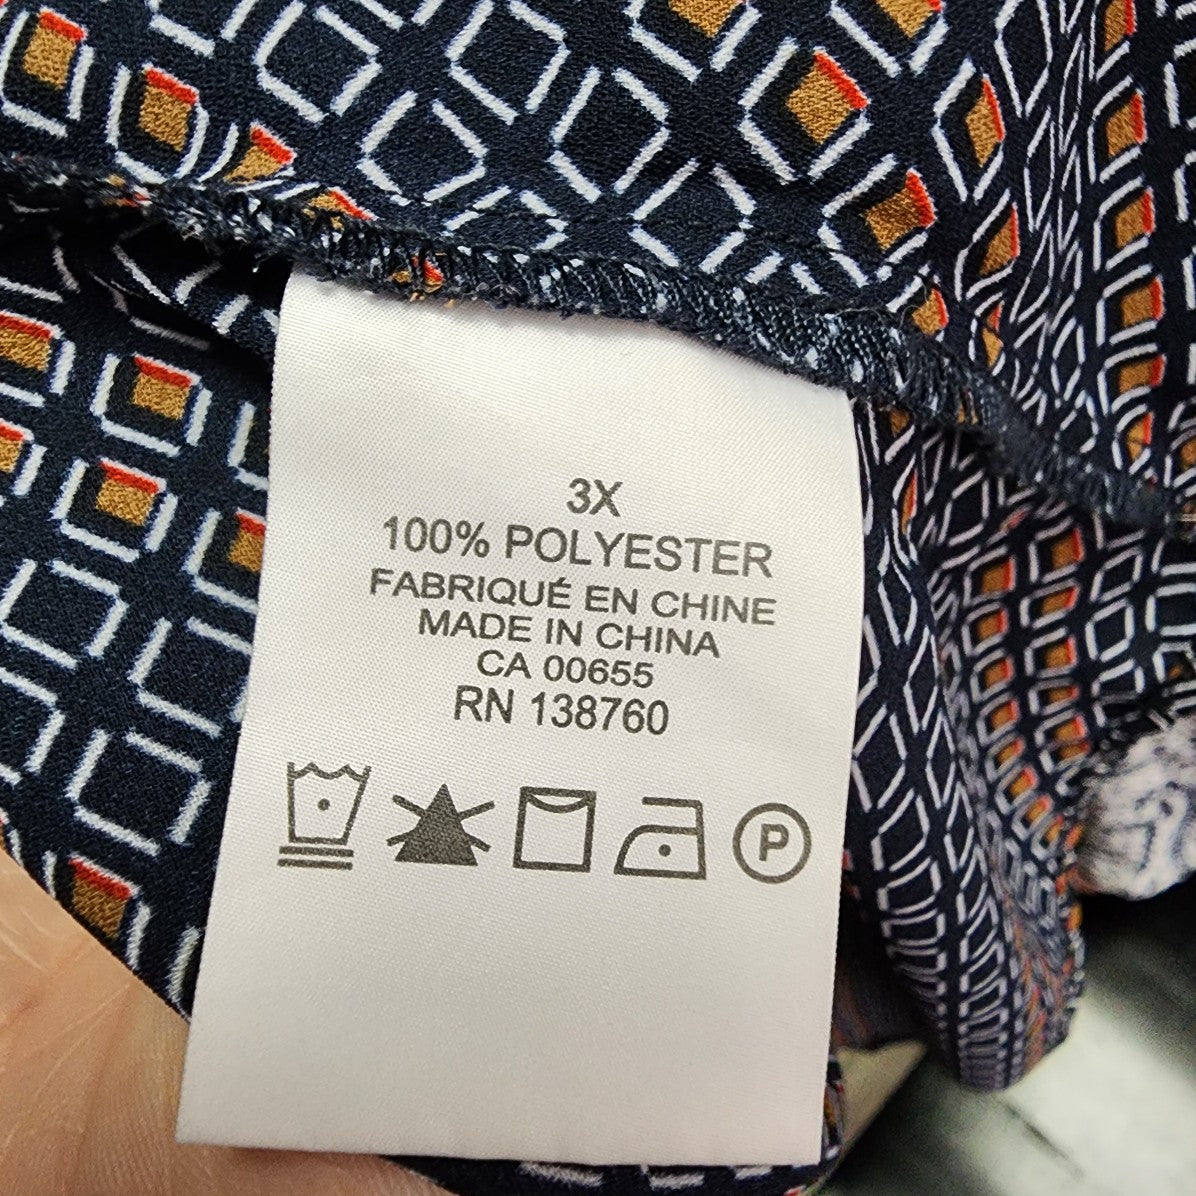 3X
100% POLYESTER
FABRIQUÉ EN CHINE
MADE IN CHINA
CA 00655
RN 138760
P